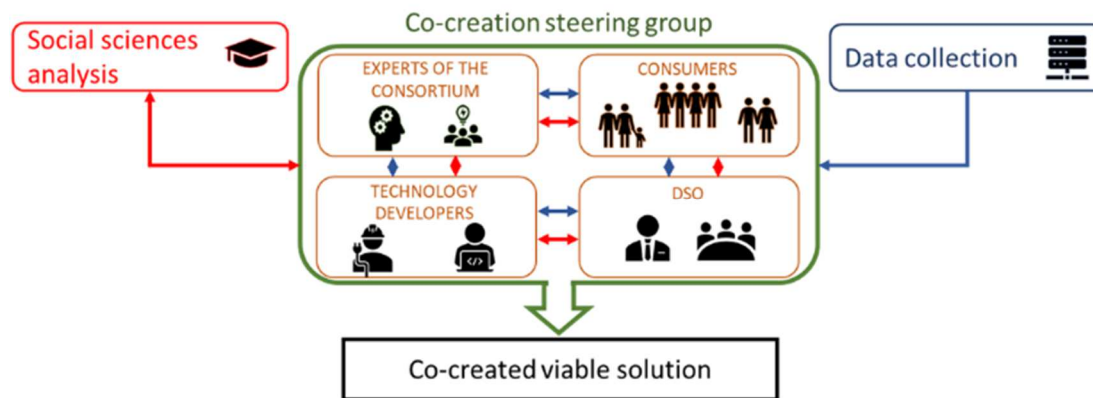 Co-creation steering group
Social sciences
analysis
EXPERTS OF THE
CONSORTIUM
CONSUMERS
Data collection
TECHNOLOGY
DEVELOPERS
DSO
</>
Co-created viable solution